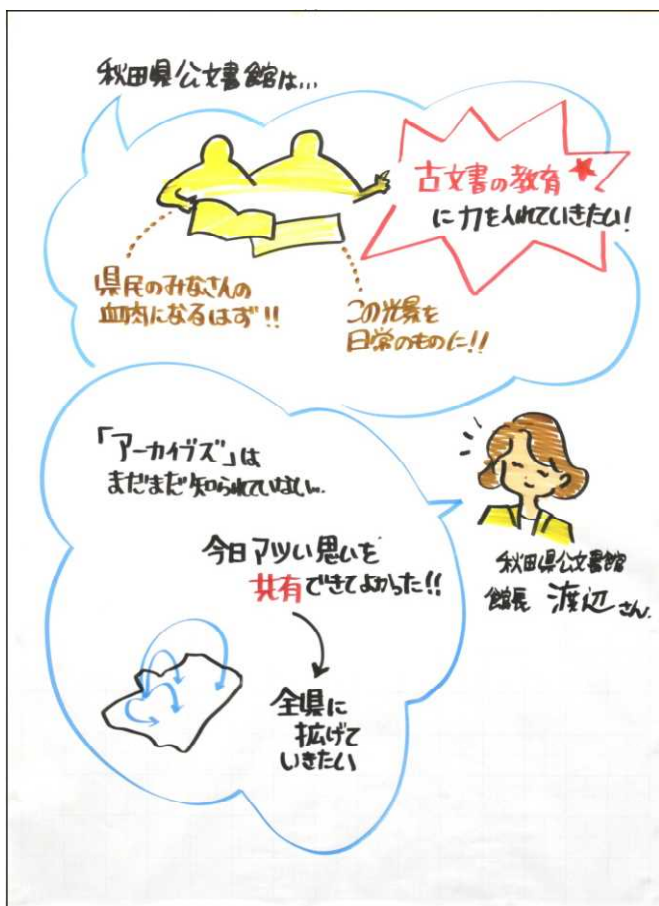 秋田県公文書館は...
古文書の教育
に力を入れていきたい!
県民のみなさんの
血肉になるはず!!
この光景を
日常のものに!!
「アーカイブズ」は
まだまだ知られていない...
今日アツい思いを
共有できてよかった!!
全県に
拡げて
いきたい
秋田県公文書館
館長 渡辺さん.